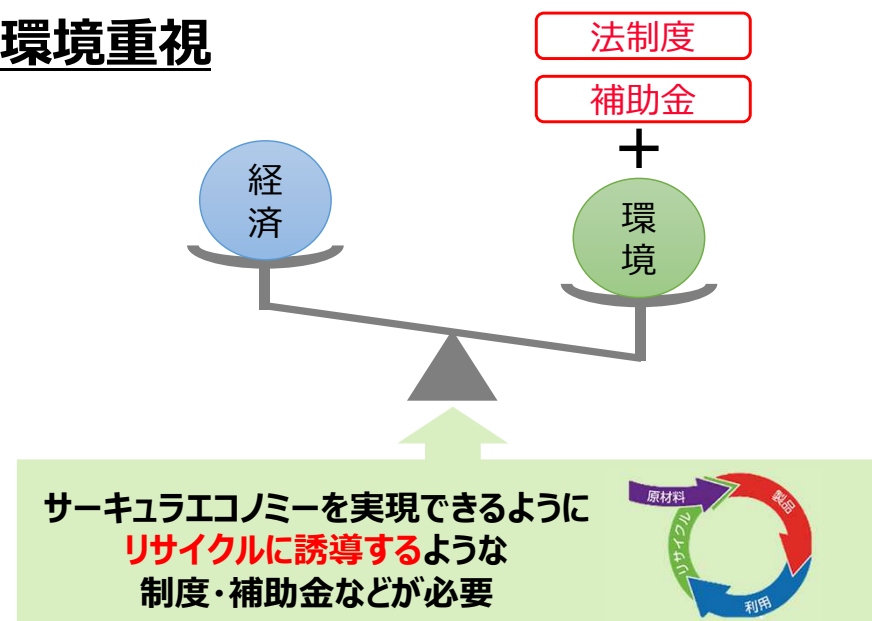 環境重視
法制度
補助金
+
経済
環境
サーキュラエコノミーを実現できるように
リサイクルに誘導するような
制度・補助金などが必要
原材料
製品
利用
リサイクル